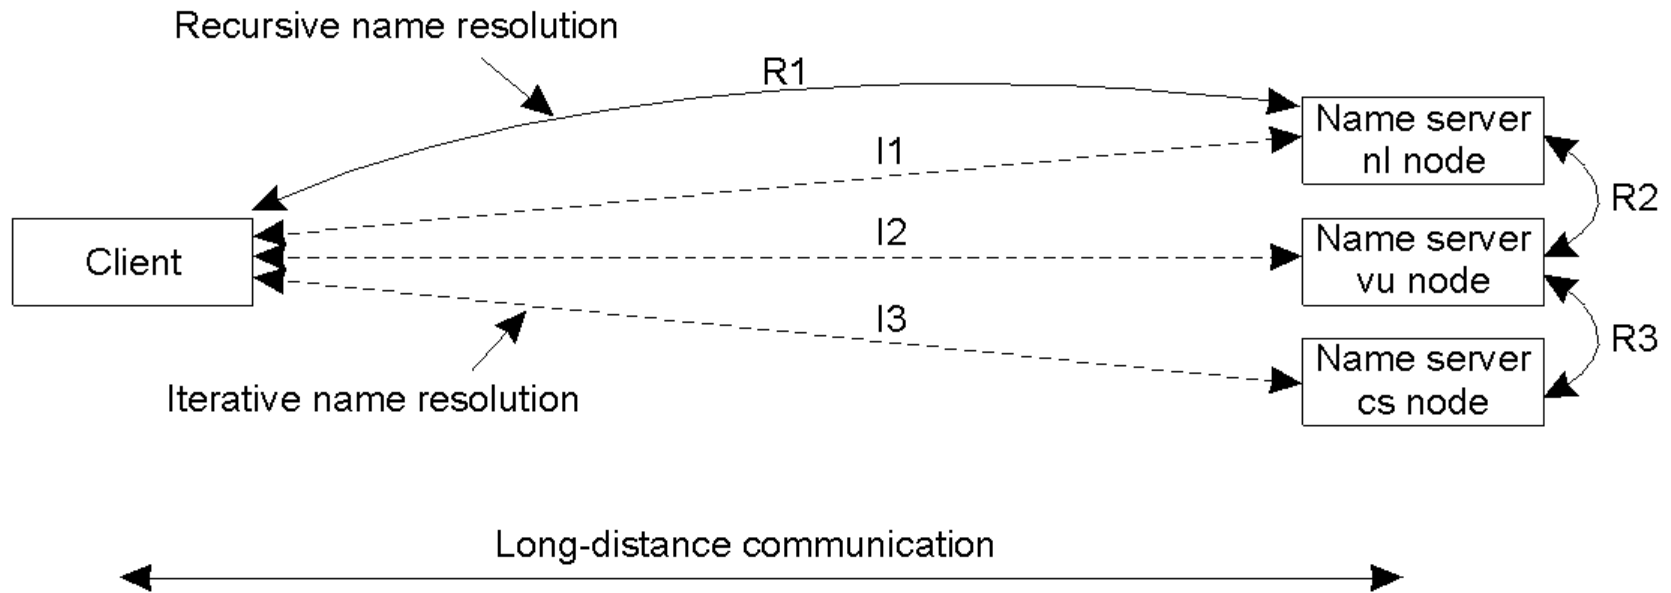 Recursive name resolution
R1
Name server
nl node
I1
R2
Client
I2
Name server
vu node
I3
R3
Name server
cs node
Iterative name resolution
Long-distance communication